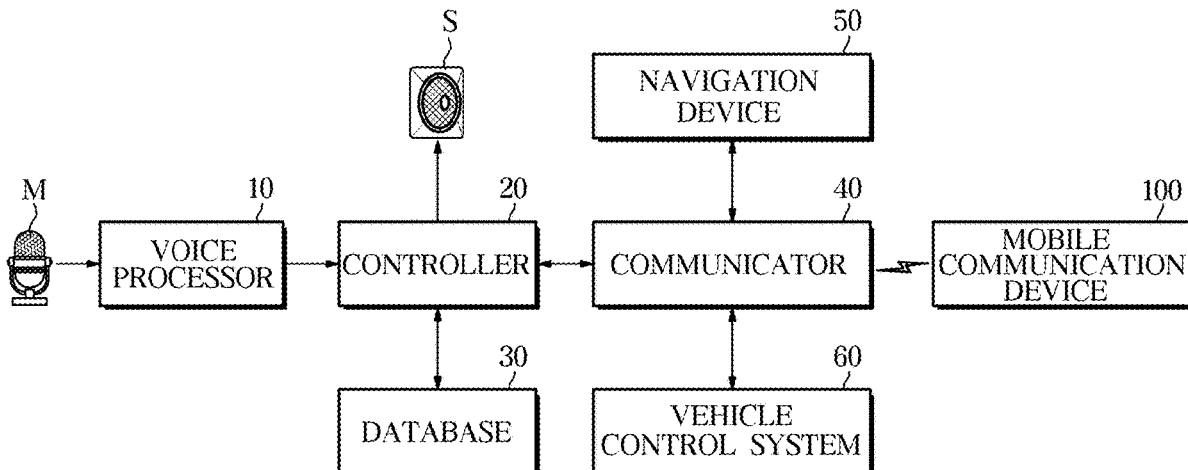 S
50
NAVIGATION
DEVICE
M
10
20
40
100
VOICE
PROCESSOR
CONTROLLER
COMMUNICATOR
MOBILE
COMMUNICATION
DEVICE
30
60
DATABASE
VEHICLE
CONTROL SYSTEM